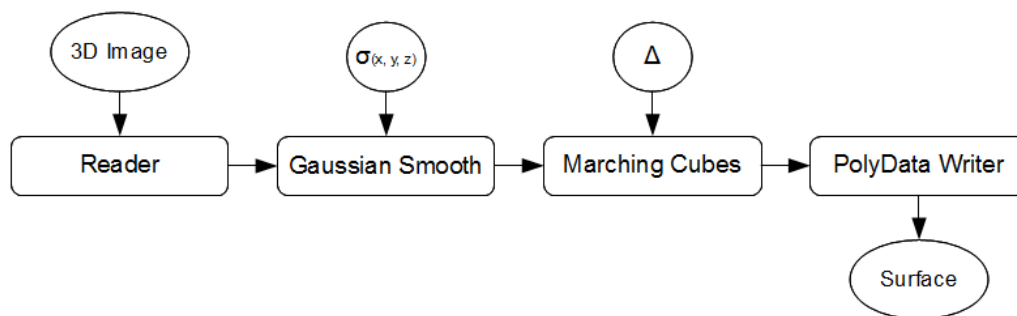 3D Image
σ(x, y, z)
Δ
Reader
Gaussian Smooth
Marching Cubes
PolyData Writer
Surface